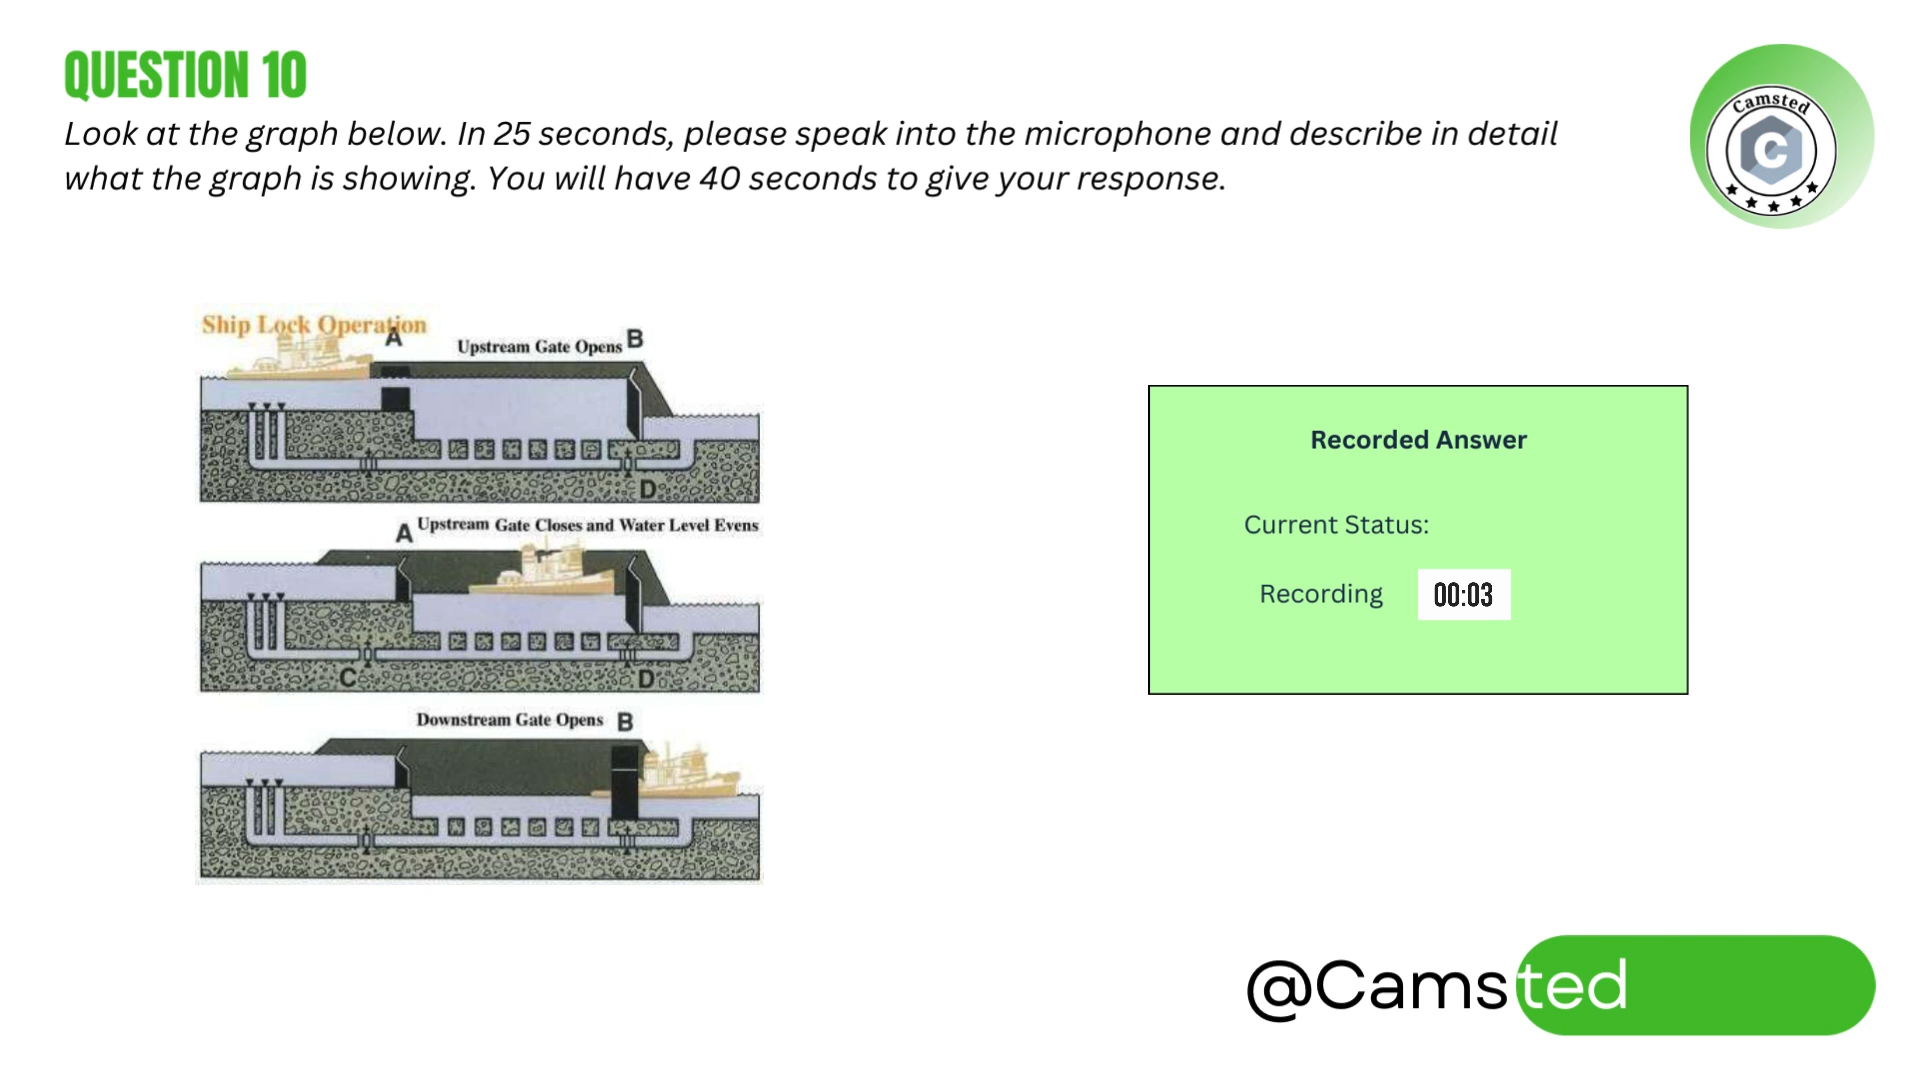 QUESTION 10
Look at the graph below. In 25 seconds, please speak into the microphone and describe in detail
what the graph is showing. You will have 40 seconds to give your response.
Camsted
C
Ship Lock Operation
A
Upstream Gate Opens B
D
A Upstream Gate Closes and Water Level Evens
C
D
Downstream Gate Opens B
Recorded Answer
Current Status:
Recording 00:03
@Camsted